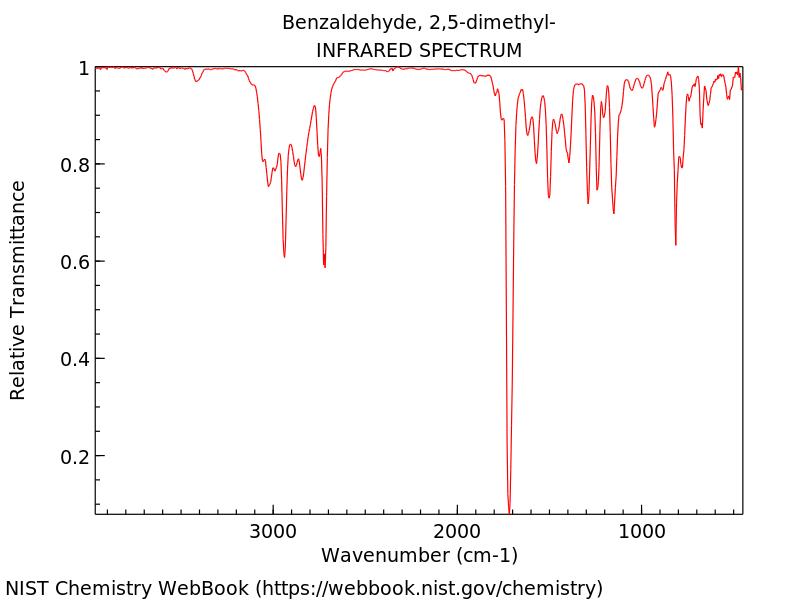 Benzaldehyde, 2,5-dimethyl-
INFRARED SPECTRUM
1
0.8
0.6
0.4
0.2
Relative Transmittance
3000 2000 1000
Wavenumber (cm-1)
NIST Chemistry WebBook (https://webbook.nist.gov/chemistry)